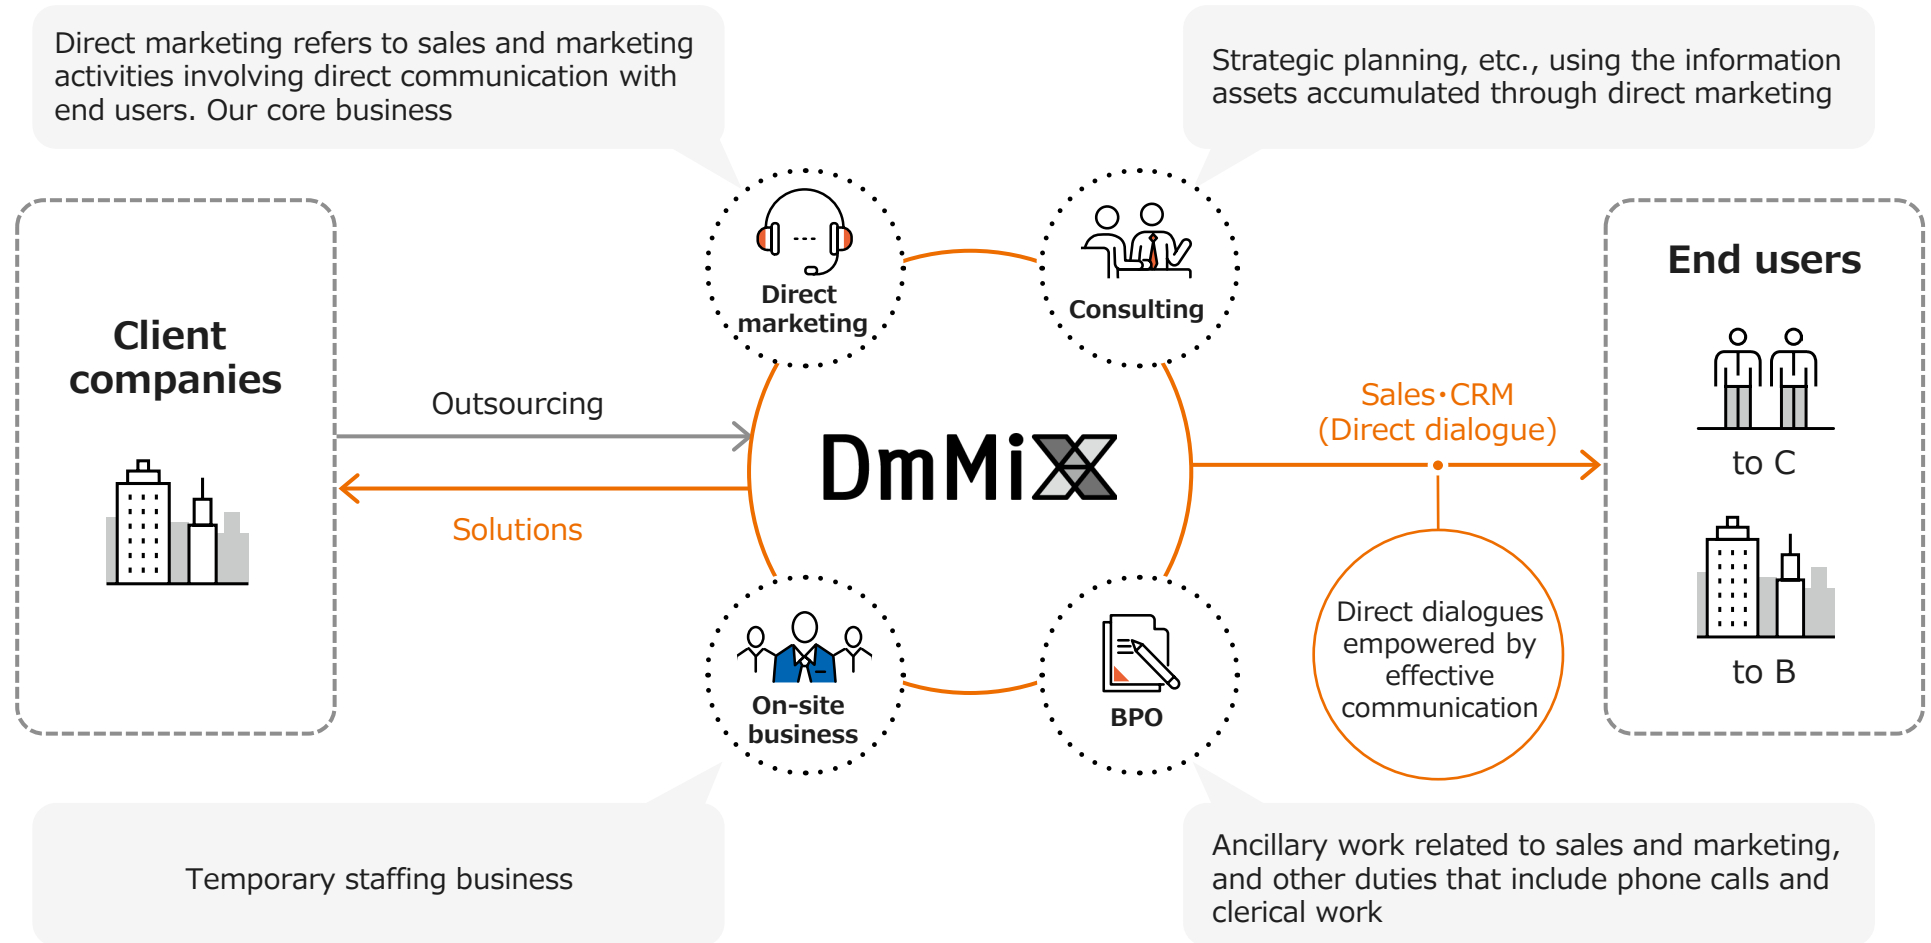 Direct marketing refers to sales and marketing
activities involving direct communication with
end users. Our core business
Strategic planning, etc., using the information
assets accumulated through direct marketing
Client
companies
Outsourcing
Solutions
Direct
marketing
Consulting
DmMiX
On-site
business
BPO
Sales・CRM
(Direct dialogue)
Direct dialogues
empowered by
effective
communication
End users
to C
to B
Temporary staffing business
Ancillary work related to sales and marketing,
and other duties that include phone calls and
clerical work